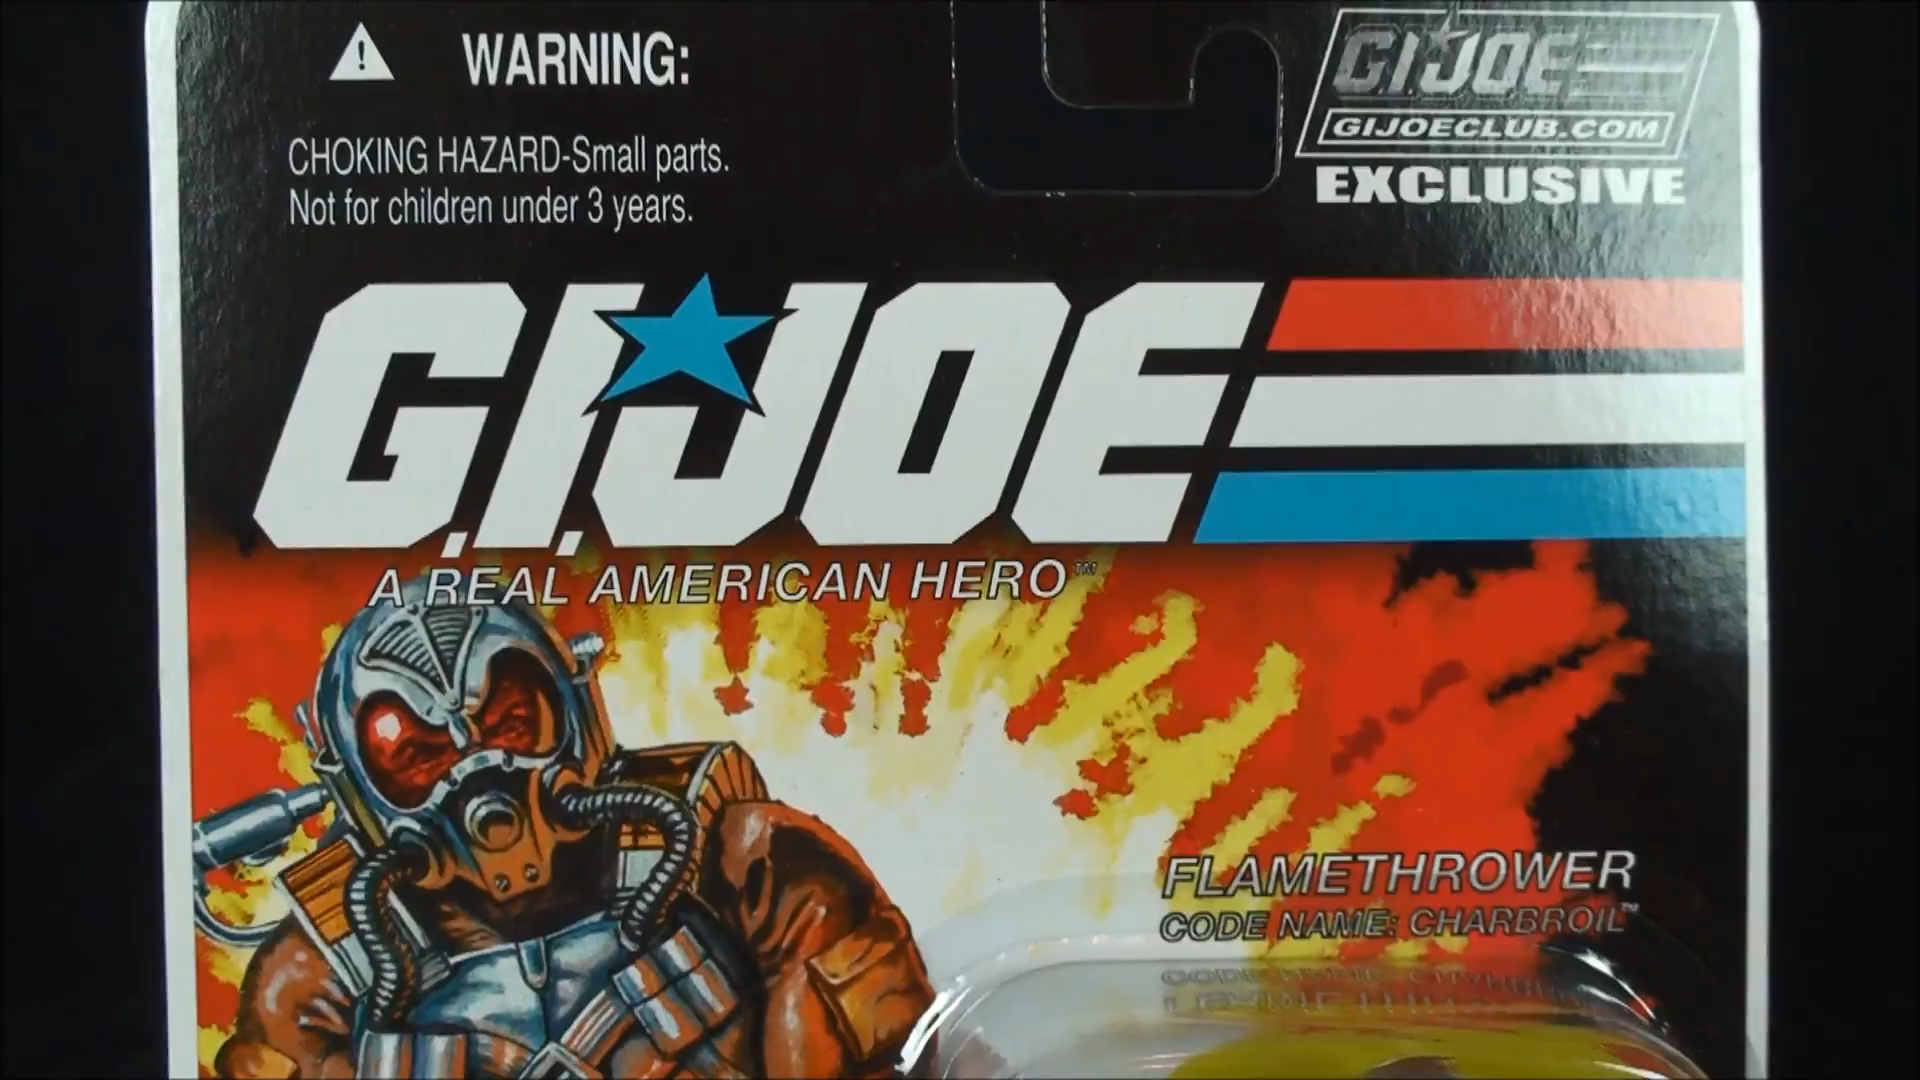 WARNING:
CHOKING HAZARD-Small parts.
Not for children under 3 years.
G.I.JOE
GIJOECLUB.COM
EXCLUSIVE
G.I.JOE
A REAL AMERICAN HERO™
FLAMETHROWER
CODE NAME: CHARBROIL™